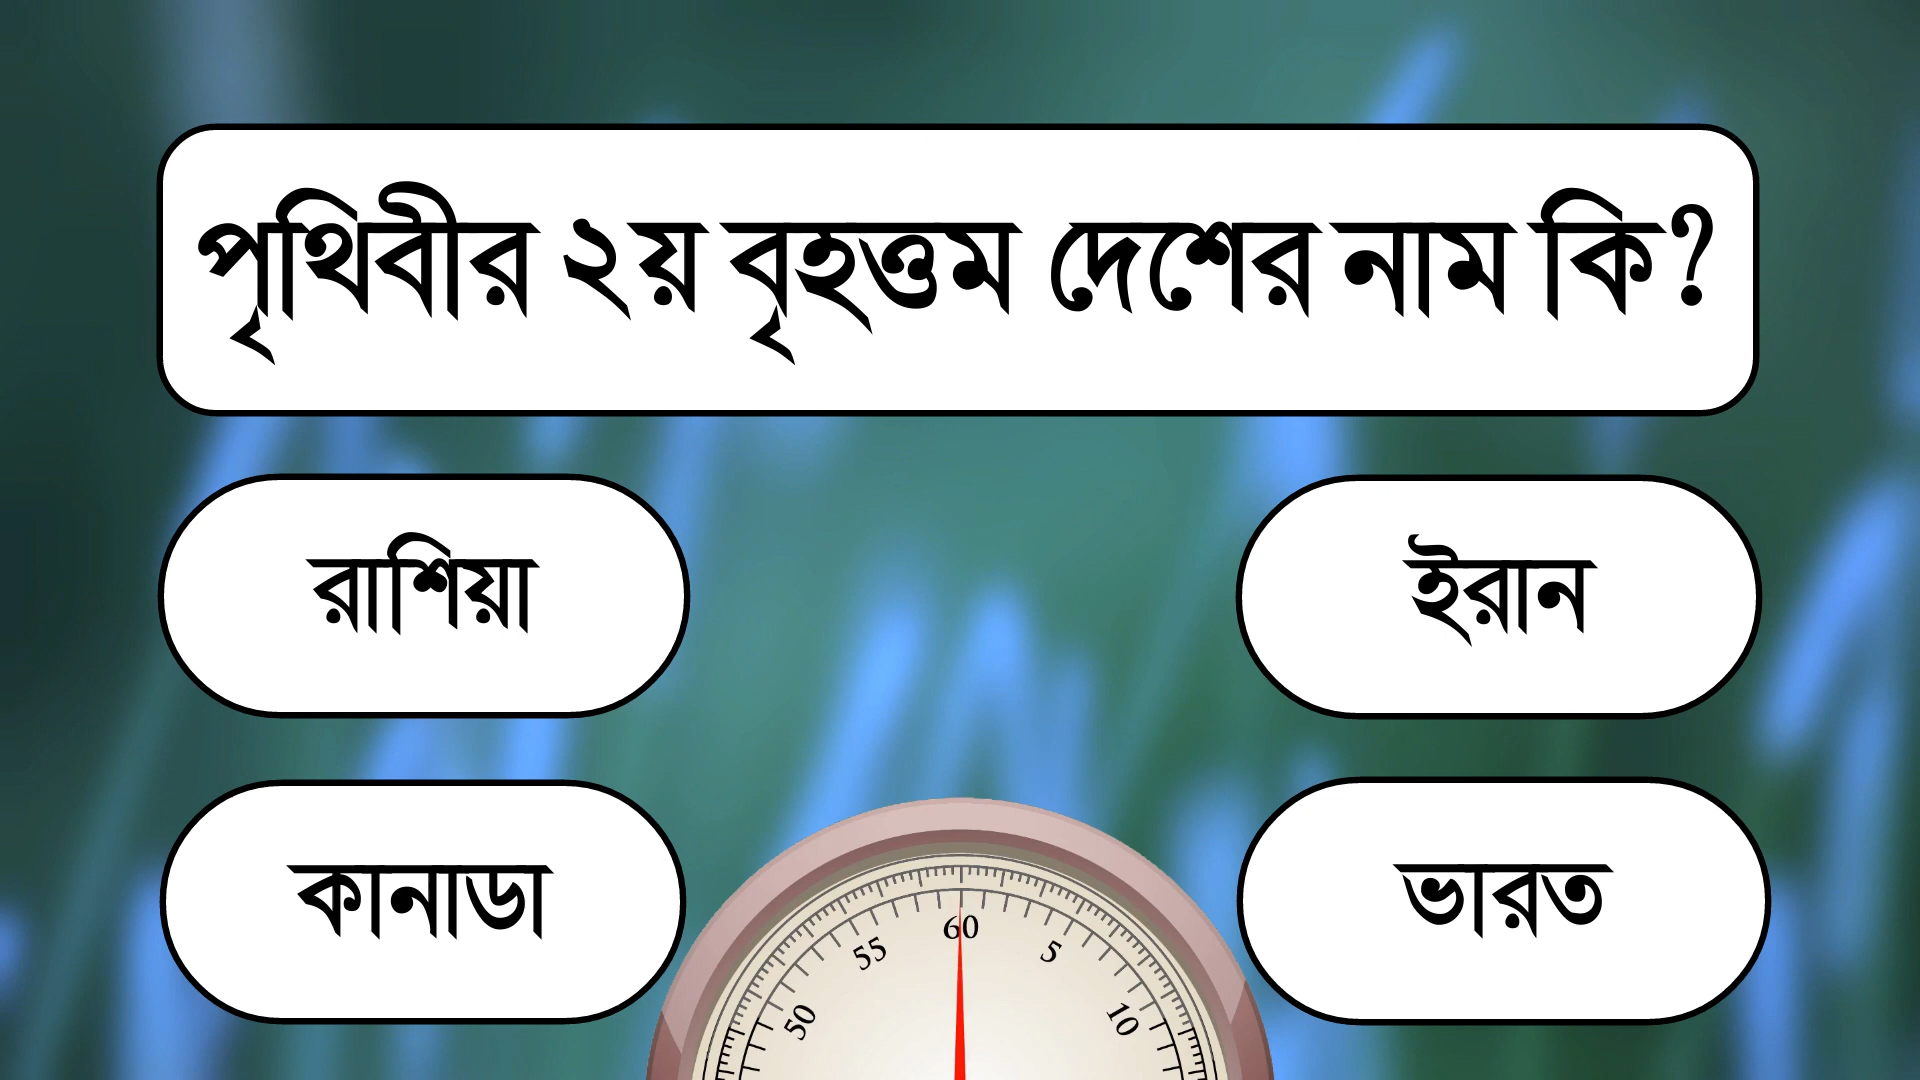 পৃথিবীর ২য় বৃহত্তম দেশের নাম কি?
রাশিয়া
ইরান
কানাডা
ভারত
50
55
60
5
10